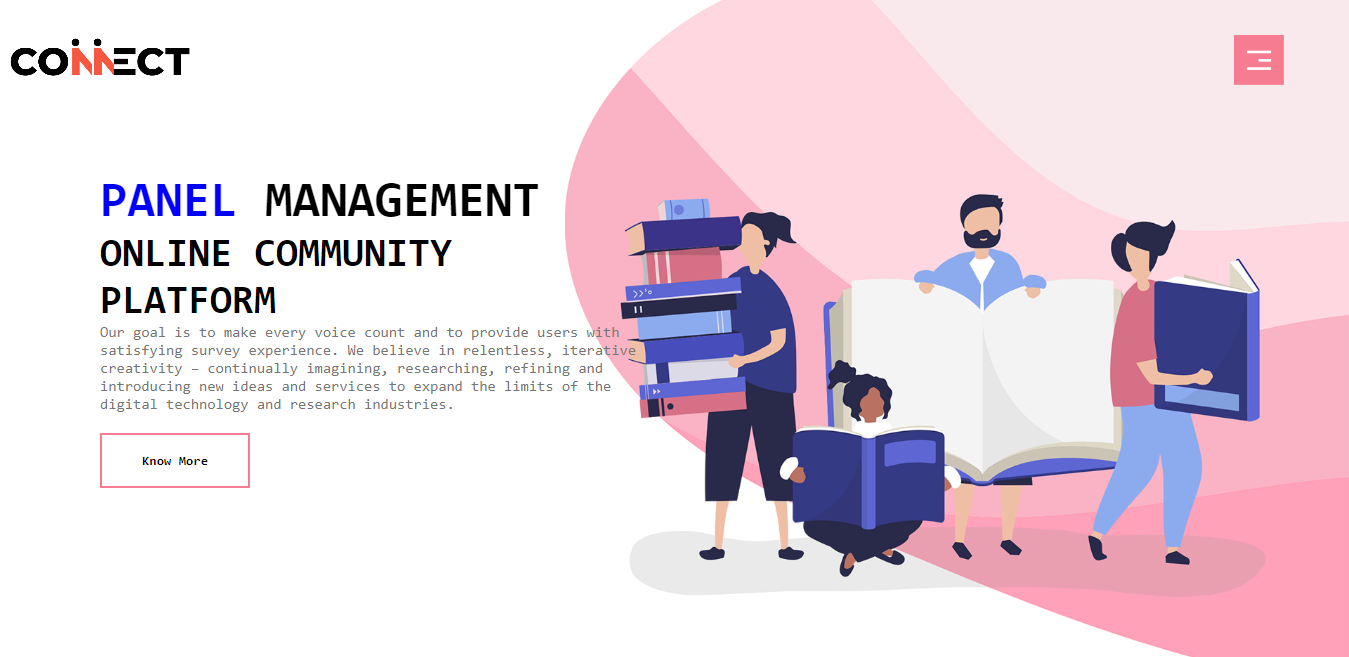 CONNECT
PANEL MANAGEMENT
ONLINE COMMUNITY
PLATFORM
Our goal is to make every voice count and to provide users with
satisfying survey experience. We believe in relentless, iterative
creativity – continually imagining, researching, refining and
introducing new ideas and services to expand the limits of the
digital technology and research industries.
Know More